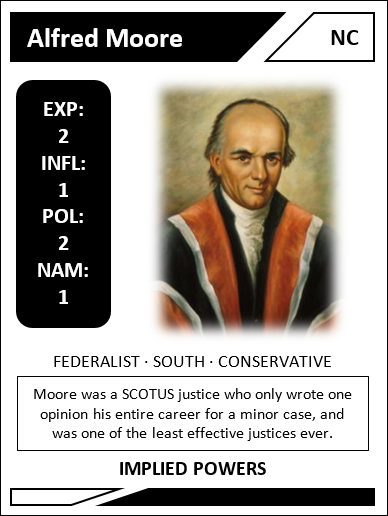 Alfred Moore
NC
EXP:
2
INFL:
1
POL:
2
NAM:
1
FEDERALIST · SOUTH · CONSERVATIVE
Moore was a SCOTUS justice who only wrote one
opinion his entire career for a minor case, and
was one of the least effective justices ever.
IMPLIED POWERS